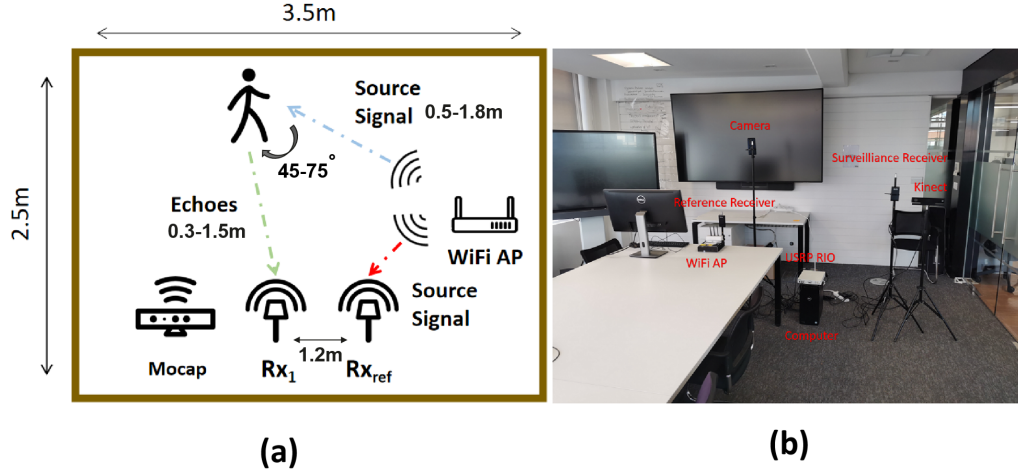 3.5m
2.5m
Source
Signal
0.5-1.8m
45-75°
Echoes
0.3-1.5m
WiFi AP
Source
Signal
1.2m
Mocap
Rx1
Rxref
(a)
Camera
Surveilliance Receiver
Kinect
Reference Receiver
WiFi AP
USRP RIO
Computer
(b)